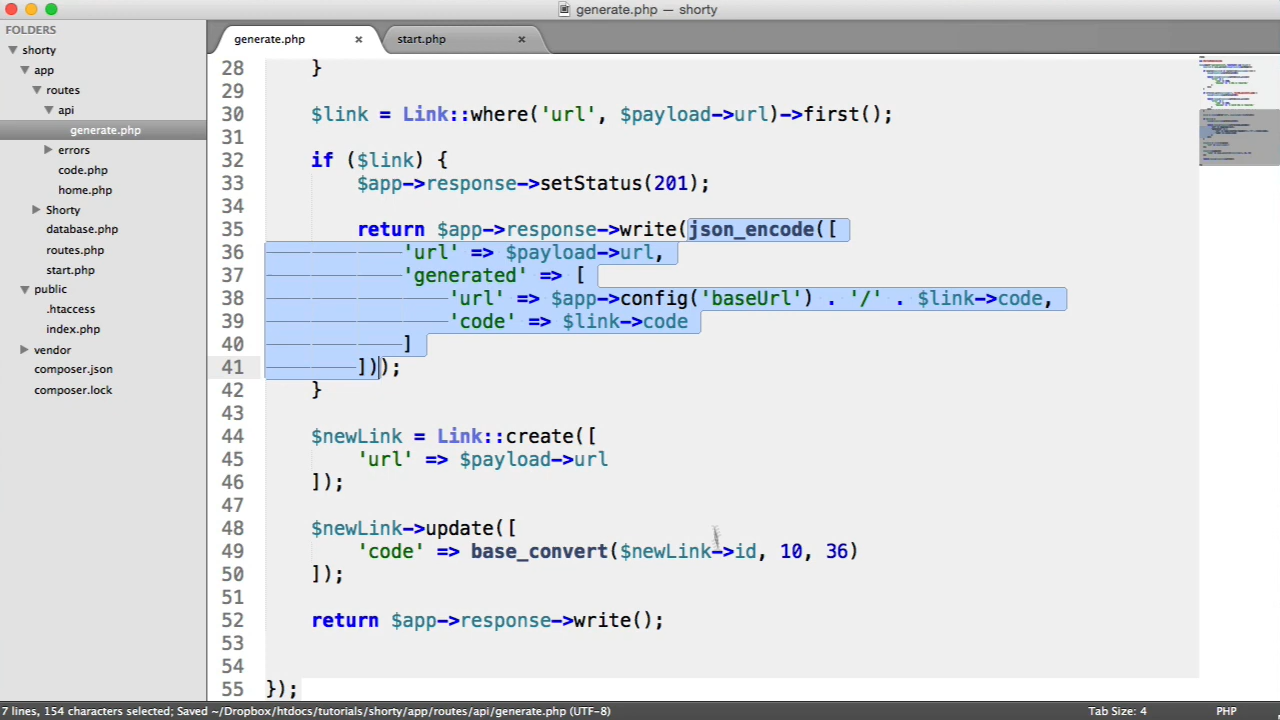 generate.php — shorty
FOLDERS
shorty
app
routes
api
generate.php
errors
code.php
home.php
Shorty
database.php
routes.php
start.php
public
.htaccess
index.php
vendor
composer.json
composer.lock
generate.php ×
start.php ×
28 }
29
30 $link = Link::where('url', $payload->url)->first();
31
32 if ($link) {
33 $app->response->setStatus(201);
34
35 return $app->response->write(json_encode([
36 'url' => $payload->url,
37 'generated' => [
38 'url' => $app->config('baseUrl') . '/' . $link->code,
39 'code' => $link->code
40 ]
41 ]));
42 }
43
44 $newLink = Link::create([
45 'url' => $payload->url
46 ]);
47
48 $newLink->update([
49 'code' => base_convert($newLink->id, 10, 36)
50 ]);
51
52 return $app->response->write();
53
54
55 });
7 lines, 154 characters selected; Saved ~/Dropbox/htdocs/tutorials/shorty/app/routes/api/generate.php (UTF-8)
Tab Size: 4
PHP